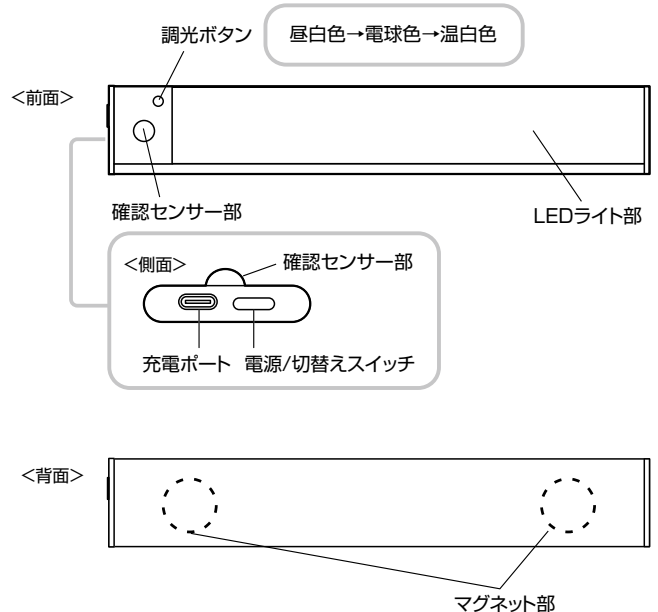 調光ボタン
昼白色→電球色→温白色
<前面>
確認センサー部
LEDライト部
<側面>
確認センサー部
充電ポート
電源/切替えスイッチ
<背面>
マグネット部